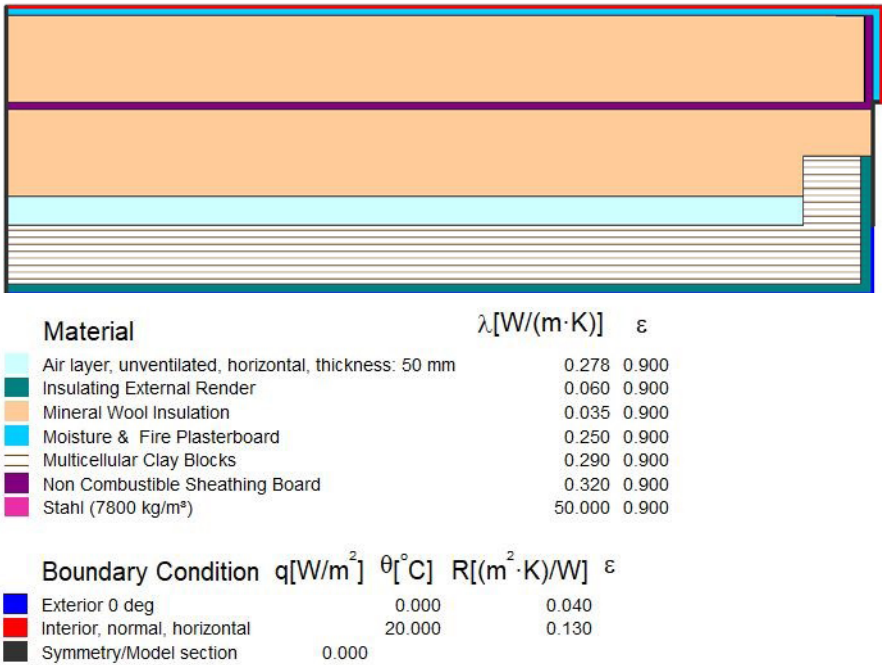 Material λ[W/(m·K)] ε
Air layer, unventilated, horizontal, thickness: 50 mm 0.278 0.900
Insulating External Render 0.060 0.900
Mineral Wool Insulation 0.035 0.900
Moisture & Fire Plasterboard 0.250 0.900
Multicellular Clay Blocks 0.290 0.900
Non Combustible Sheathing Board 0.320 0.900
Stahl (7800 kg/m³) 50.000 0.900
Boundary Condition q[W/m²] θ[°C] R[(m²·K)/W] ε
Exterior 0 deg 0.000 0.040
Interior, normal, horizontal 20.000 0.130
Symmetry/Model section 0.000